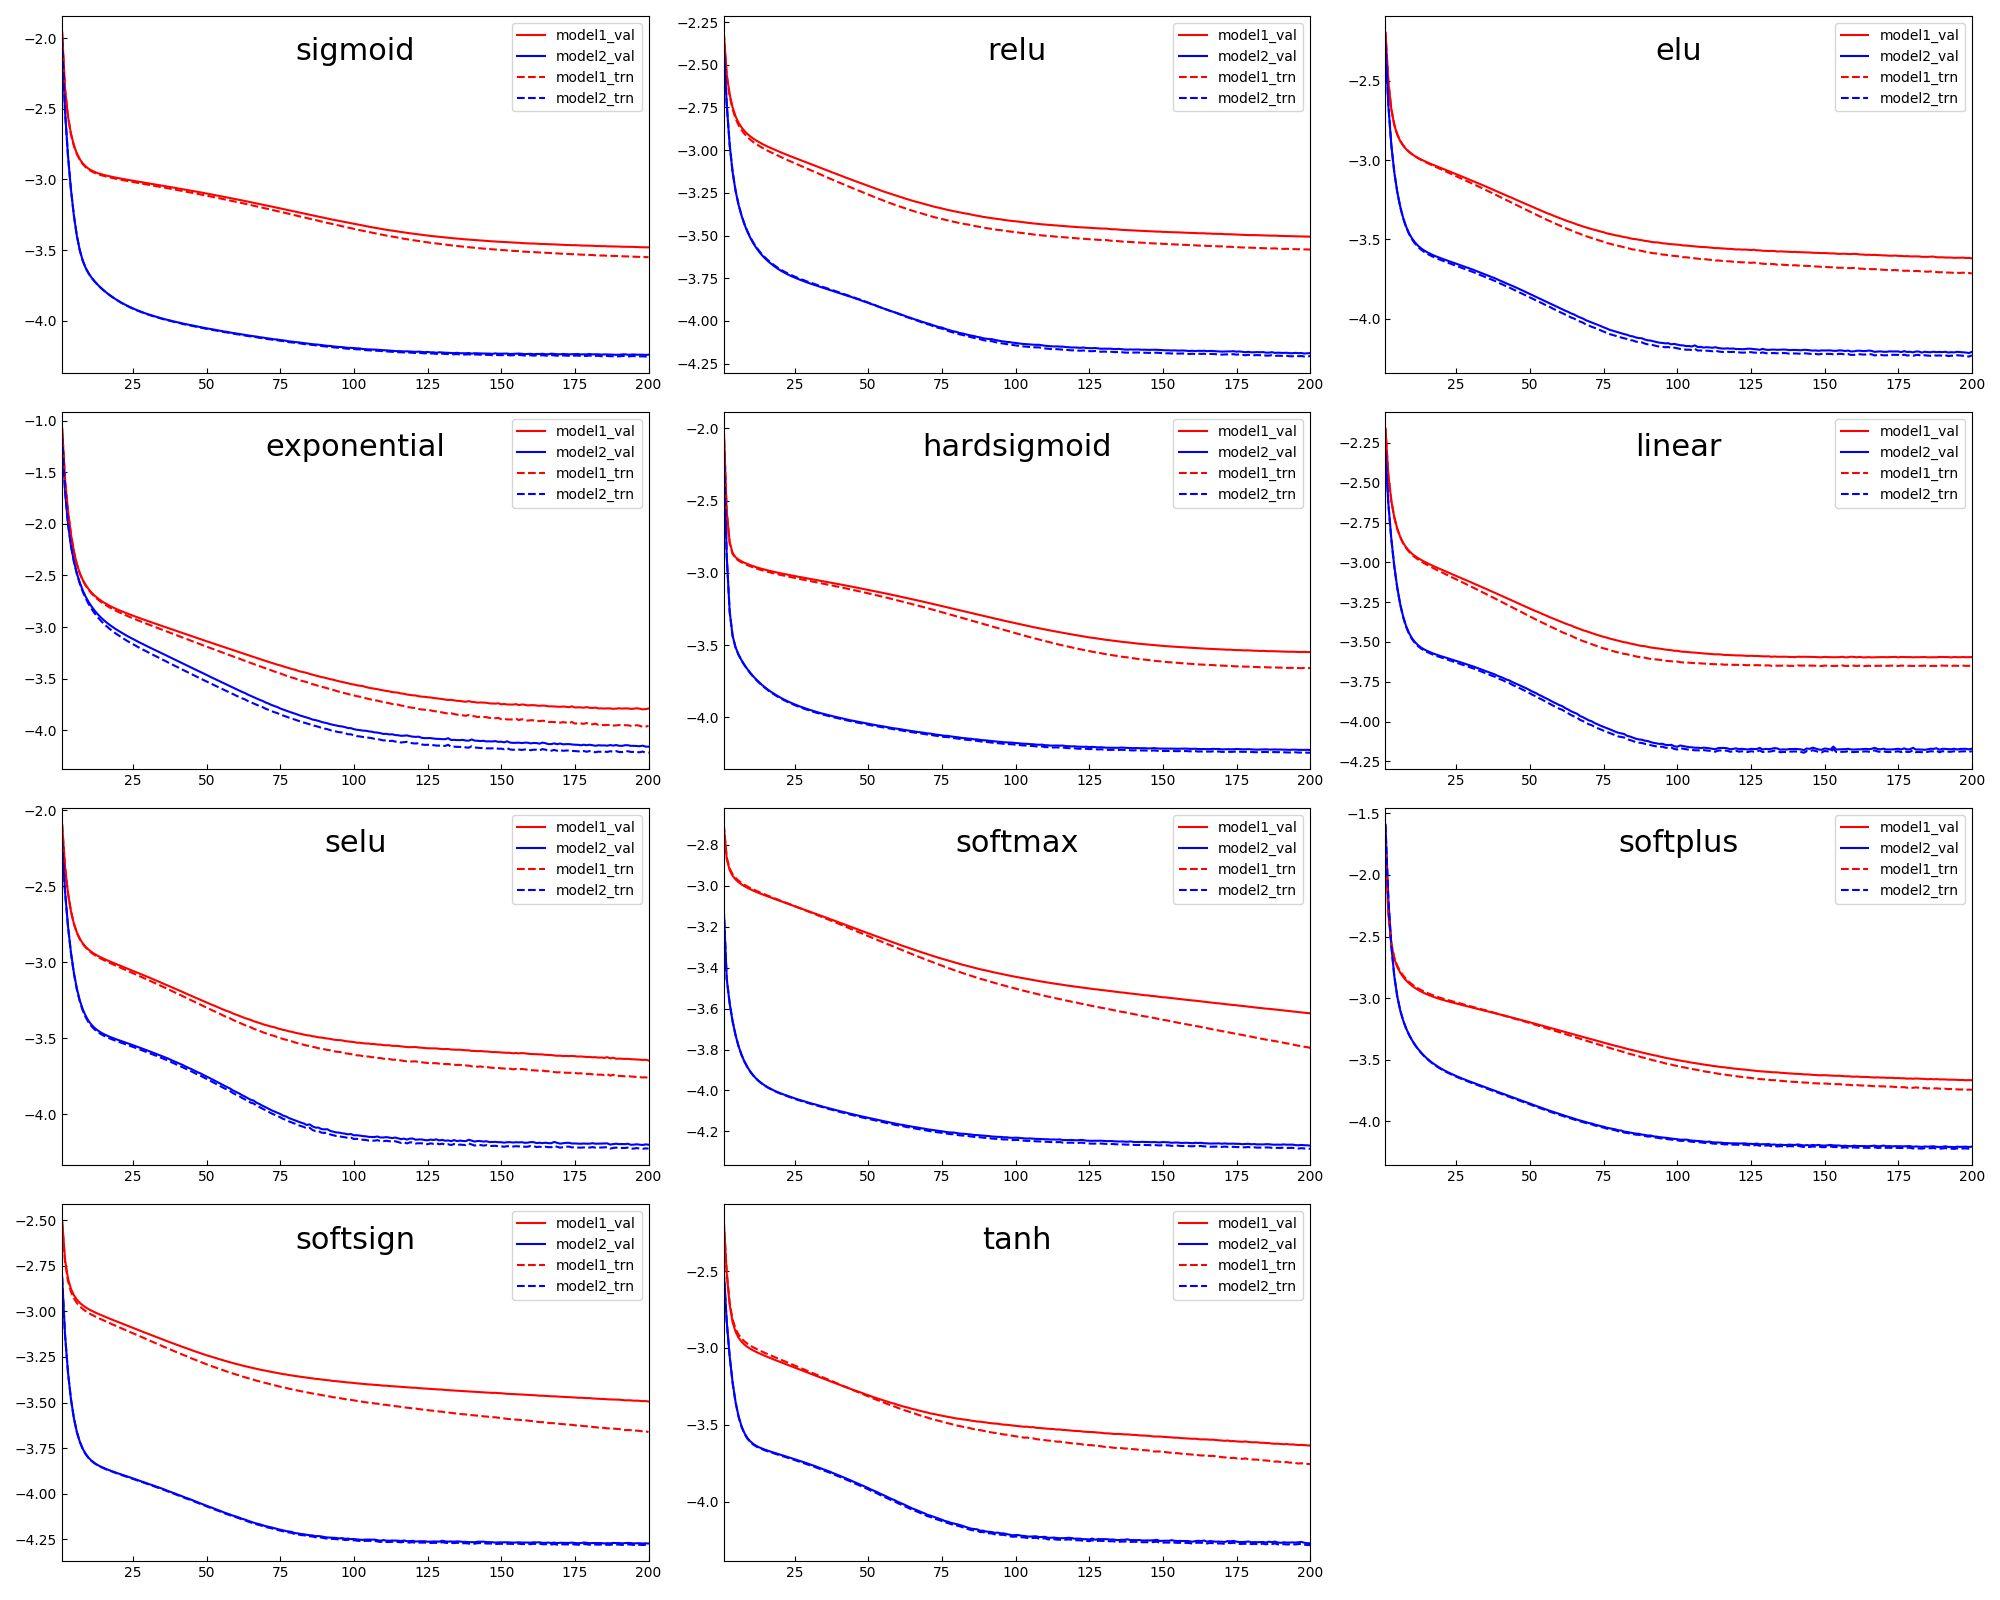 sigmoid
model1_val
model2_val
model1_trn
model2_trn
−2.0
−2.5
−3.0
−3.5
−4.0
25 50 75 100 125 150 175 200
relu
model1_val
model2_val
model1_trn
model2_trn
−2.25
−2.50
−2.75
−3.00
−3.25
−3.50
−3.75
−4.00
−4.25
25 50 75 100 125 150 175 200
elu
model1_val
model2_val
model1_trn
model2_trn
−2.5
−3.0
−3.5
−4.0
25 50 75 100 125 150 175 200
exponential
model1_val
model2_val
model1_trn
model2_trn
−1.0
−1.5
−2.0
−2.5
−3.0
−3.5
−4.0
25 50 75 100 125 150 175 200
hardsigmoid
model1_val
model2_val
model1_trn
model2_trn
−2.0
−2.5
−3.0
−3.5
−4.0
25 50 75 100 125 150 175 200
linear
model1_val
model2_val
model1_trn
model2_trn
−2.25
−2.50
−2.75
−3.00
−3.25
−3.50
−3.75
−4.00
−4.25
25 50 75 100 125 150 175 200
selu
model1_val
model2_val
model1_trn
model2_trn
−2.0
−2.5
−3.0
−3.5
−4.0
25 50 75 100 125 150 175 200
softmax
model1_val
model2_val
model1_trn
model2_trn
−2.8
−3.0
−3.2
−3.4
−3.6
−3.8
−4.0
−4.2
25 50 75 100 125 150 175 200
softplus
model1_val
model2_val
model1_trn
model2_trn
−1.5
−2.0
−2.5
−3.0
−3.5
−4.0
25 50 75 100 125 150 175 200
softsign
model1_val
model2_val
model1_trn
model2_trn
−2.50
−2.75
−3.00
−3.25
−3.50
−3.75
−4.00
−4.25
25 50 75 100 125 150 175 200
tanh
model1_val
model2_val
model1_trn
model2_trn
−2.5
−3.0
−3.5
−4.0
25 50 75 100 125 150 175 200